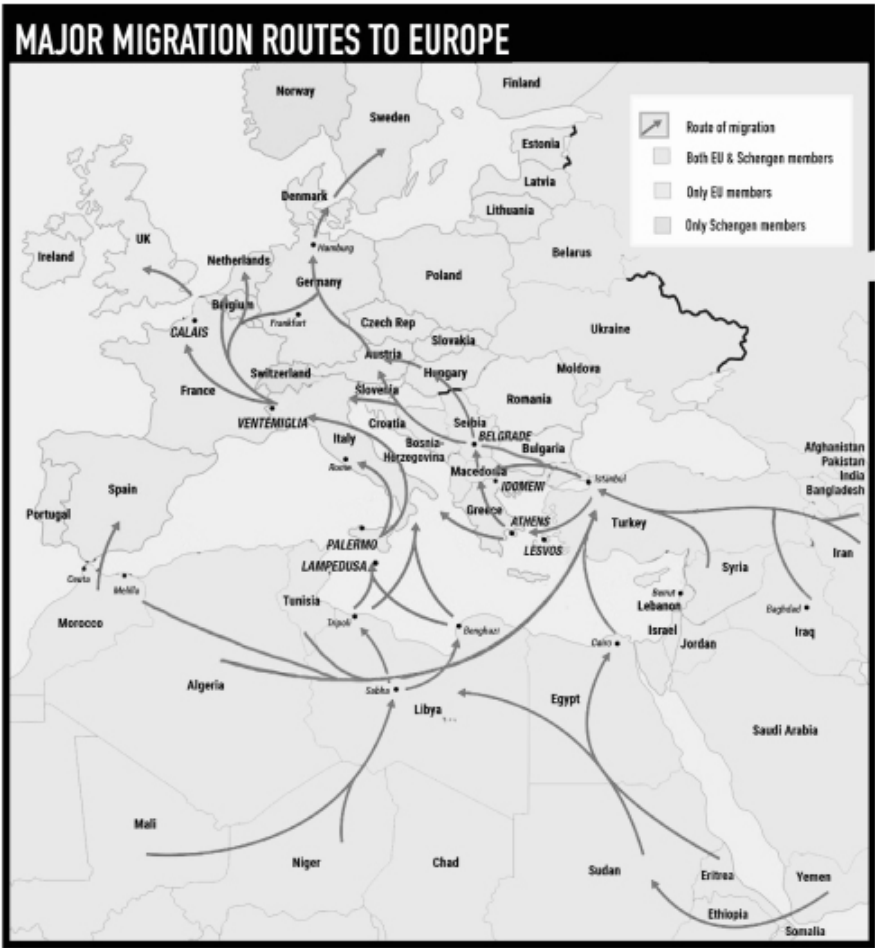 MAJOR MIGRATION ROUTES TO EUROPE
Norway
Finland
Sweden
Route of migration
Both EU & Schengen members
Only EU members
Only Schengen members
Estonia
Latvia
Lithuania
Denmark
Hamburg
UK
Ireland
Netherlands
Belarus
Germany
Poland
Belgium
Frankfurt
CALAIS
Czech Rep
Ukraine
Slovakia
Austria
Switzerland
Hungary
Moldova
France
Slovenia
Romania
VENTEMIGLIA
Croatia
Serbia
Italy
BELGRADE
Bosnia-
Herzegovina
Bulgaria
Rome
Macedonia
IDOMENI
Istanbul
Afghanistan
Pakistan
India
Bangladesh
Spain
Portugal
Greece
ATHENS
Turkey
LESVOS
PALERMO
Iran
LAMPEDUSA
Syria
Ceuta
Melilla
Tunisia
Beirut
Lebanon
Baghdad
Morocco
Tripoli
Benghazi
Israel
Iraq
Cairo
Jordan
Algeria
Sabha
Libya
Egypt
Saudi Arabia
Mali
Niger
Chad
Sudan
Eritrea
Yemen
Ethiopia
Somalia